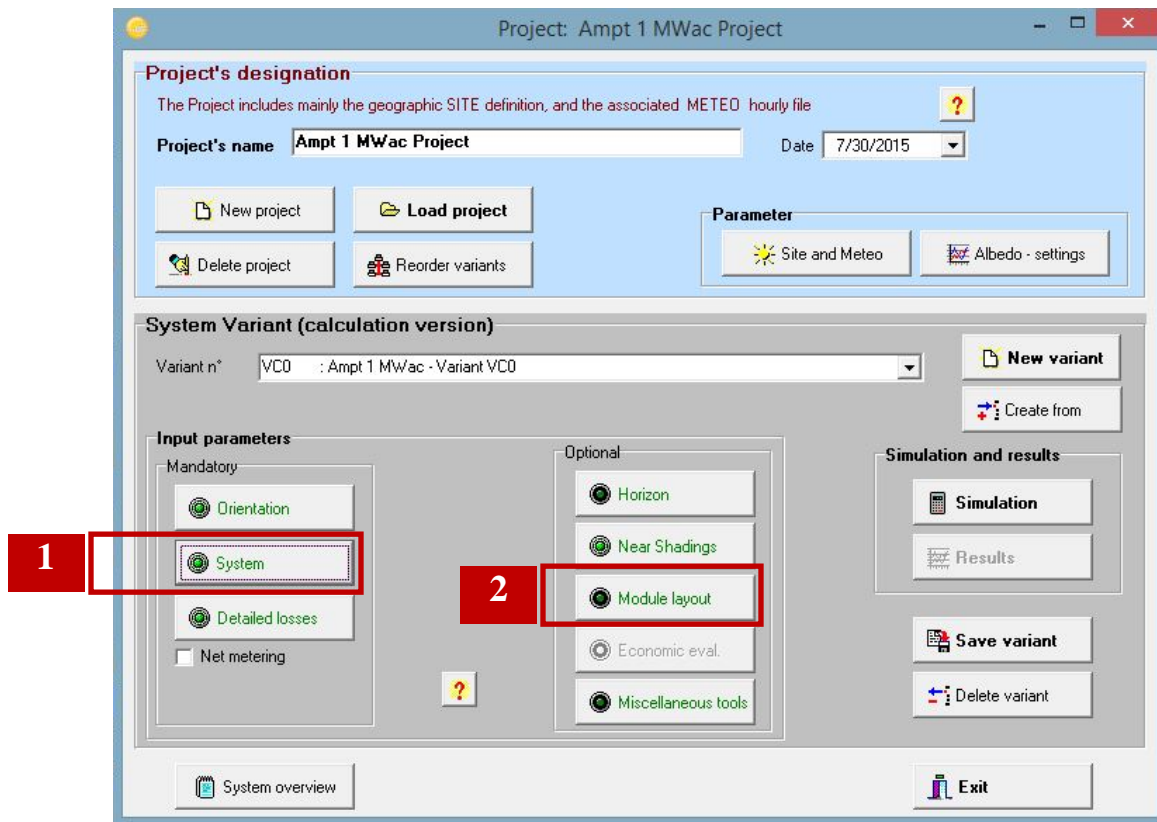 Project: Ampt 1 MWac Project
Project's designation
The Project includes mainly the geographic SITE definition, and the associated METEO hourly file
?
Project's name Ampt 1 MWac Project Date 7/30/2015
New project Load project
Parameter
Site and Meteo Albedo - settings
Delete project Reorder variants
System Variant (calculation version)
Variant n° VC0 : Ampt 1 MWac - Variant VC0
New variant
Create from
Input parameters
Mandatory
Optional
Simulation and results
Orientation
Horizon
Simulation
1
System
Near Shadings
Results
2
Module layout
Detailed losses
Net metering
Economic eval.
Save variant
?
Miscellaneous tools
Delete variant
System overview
Exit